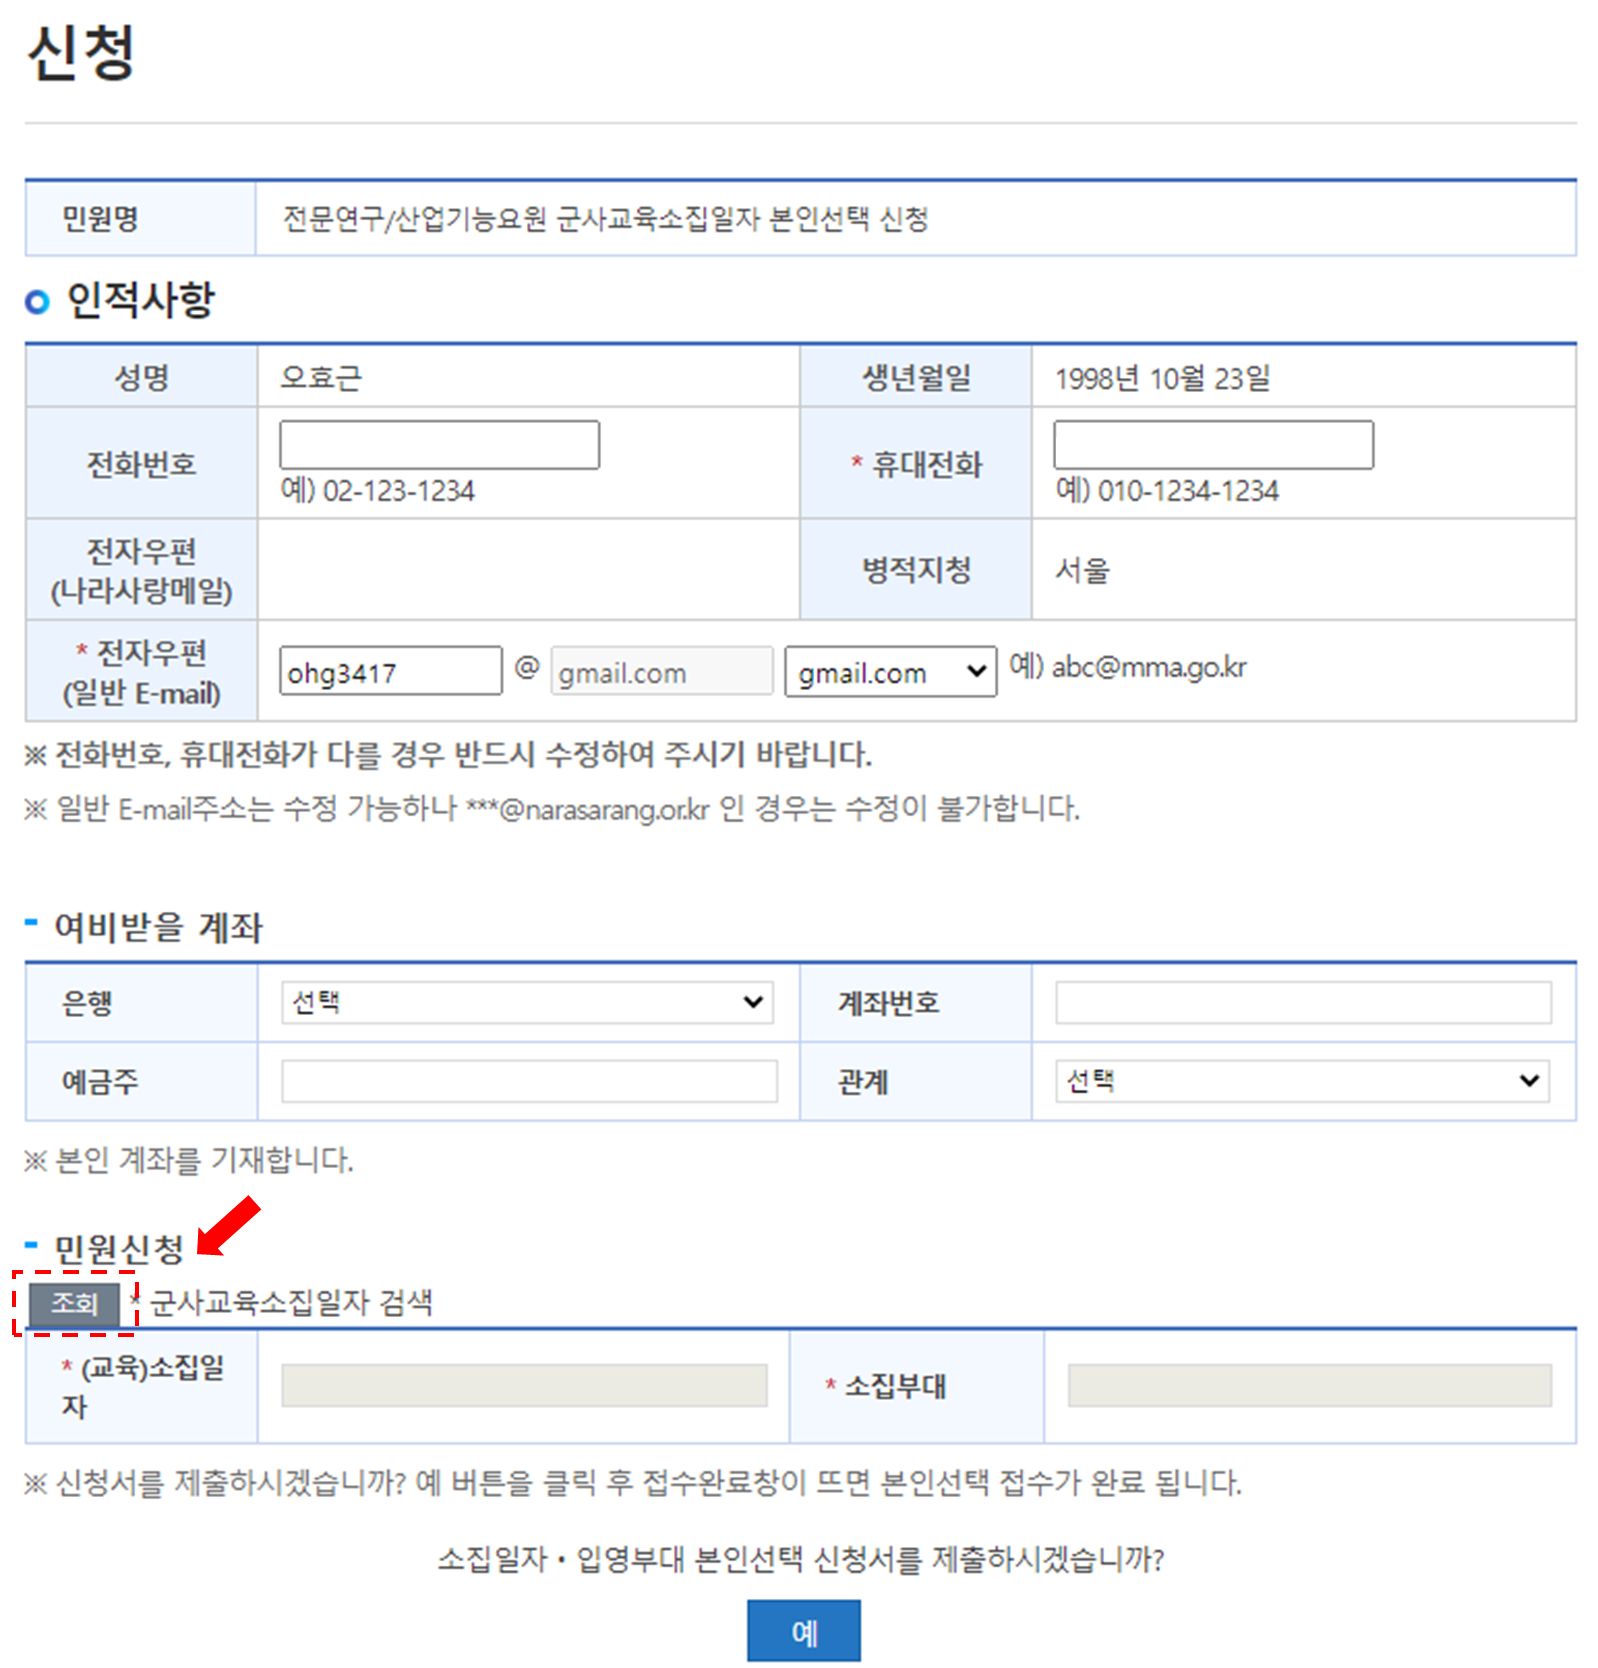 신청
민원명 전문연구/산업기능요원 군사교육소집일자 본인선택 신청
인적사항
성명 오효근 생년월일 1998년 10월 23일
전화번호 예) 02-123-1234 * 휴대전화 예) 010-1234-1234
전자우편
(나라사랑메일) 병적지청 서울
* 전자우편
(일반 E-mail) ohg3417 @ gmail.com gmail.com 예) abc@mma.go.kr
※ 전화번호, 휴대전화가 다를 경우 반드시 수정하여 주시기 바랍니다.
※ 일반 E-mail주소는 수정 가능하나 ***@narasarang.or.kr 인 경우는 수정이 불가합니다.
- 여비받을 계좌
은행 선택 계좌번호
예금주 관계 선택
※ 본인 계좌를 기재합니다.
- 민원신청
조회 * 군사교육소집일자 검색
* (교육)소집일
자 * 소집부대
※ 신청서를 제출하시겠습니까? 예 버튼을 클릭 후 접수완료창이 뜨면 본인선택 접수가 완료 됩니다.
소집일자 • 입영부대 본인선택 신청서를 제출하시겠습니까?
예